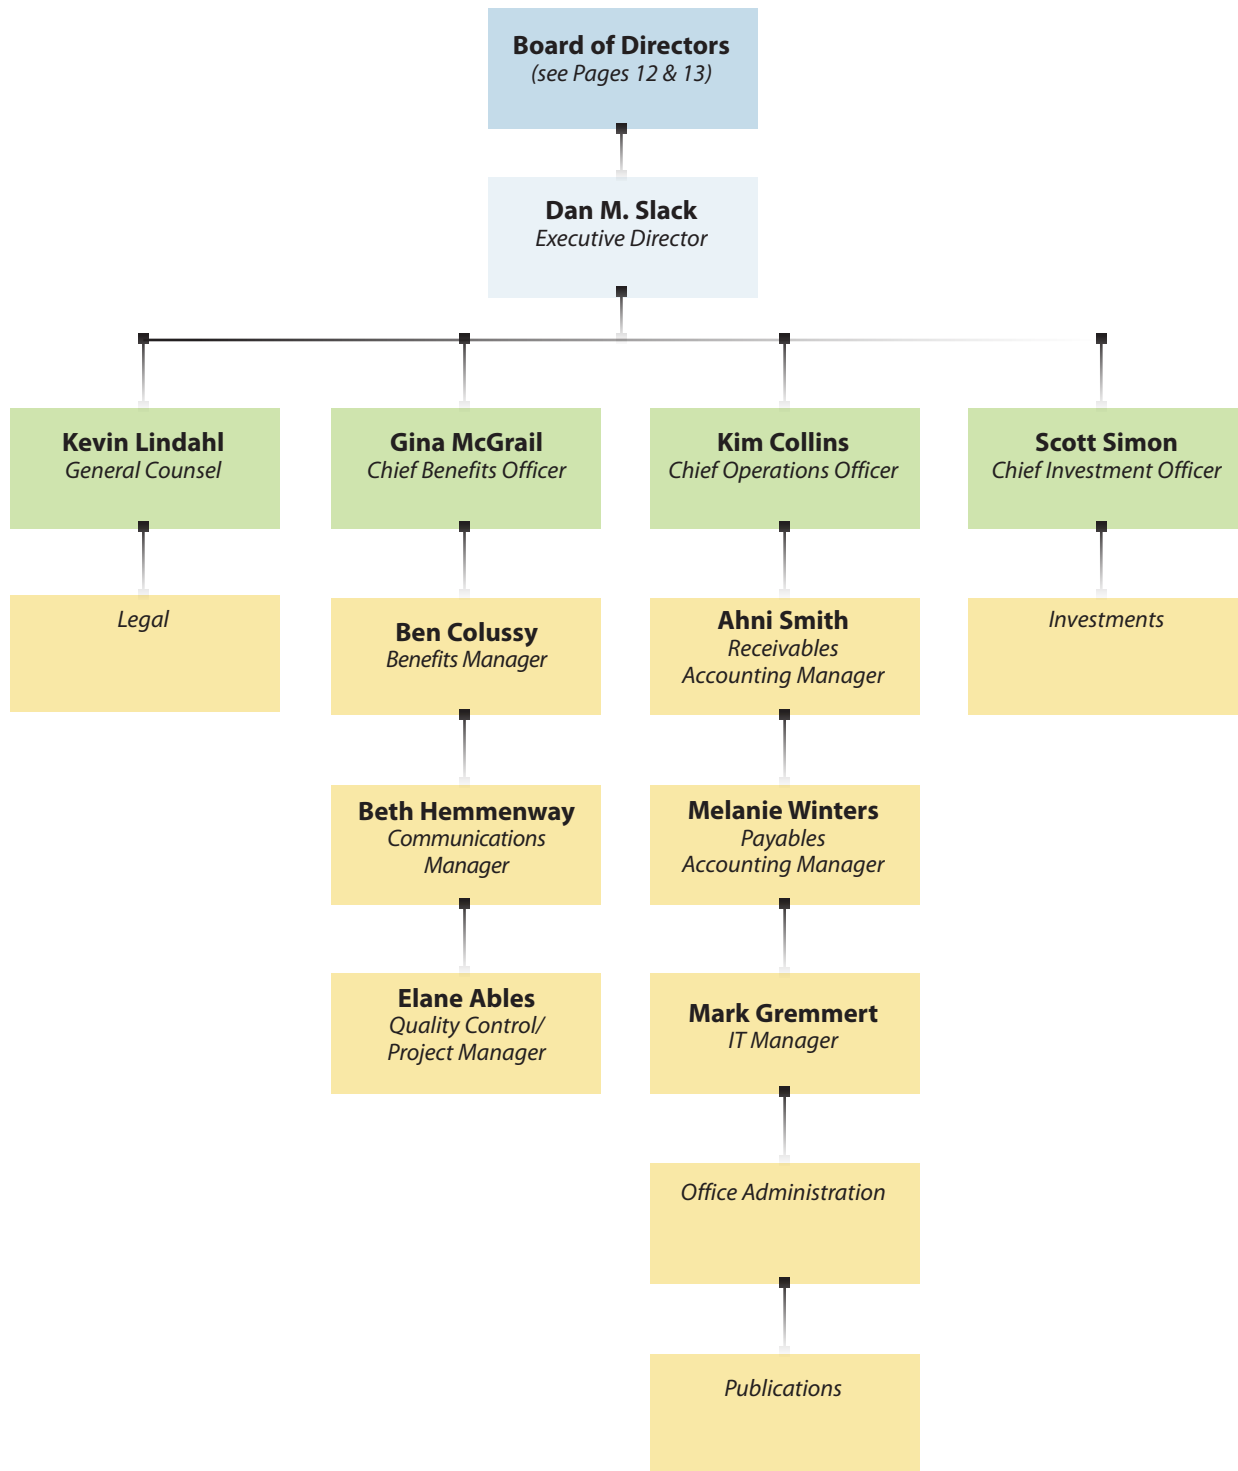 Board of Directors
(see Pages 12 & 13)
Dan M. Slack
Executive Director
Kevin Lindahl
General Counsel
Gina McGrail
Chief Benefits Officer
Kim Collins
Chief Operations Officer
Scott Simon
Chief Investment Officer
Legal
Ben Colussy
Benefits Manager
Ahni Smith
Receivables
Accounting Manager
Investments
Beth Hemmenway
Communications
Manager
Melanie Winters
Payables
Accounting Manager
Elane Ables
Quality Control/
Project Manager
Mark Gremmert
IT Manager
Office Administration
Publications